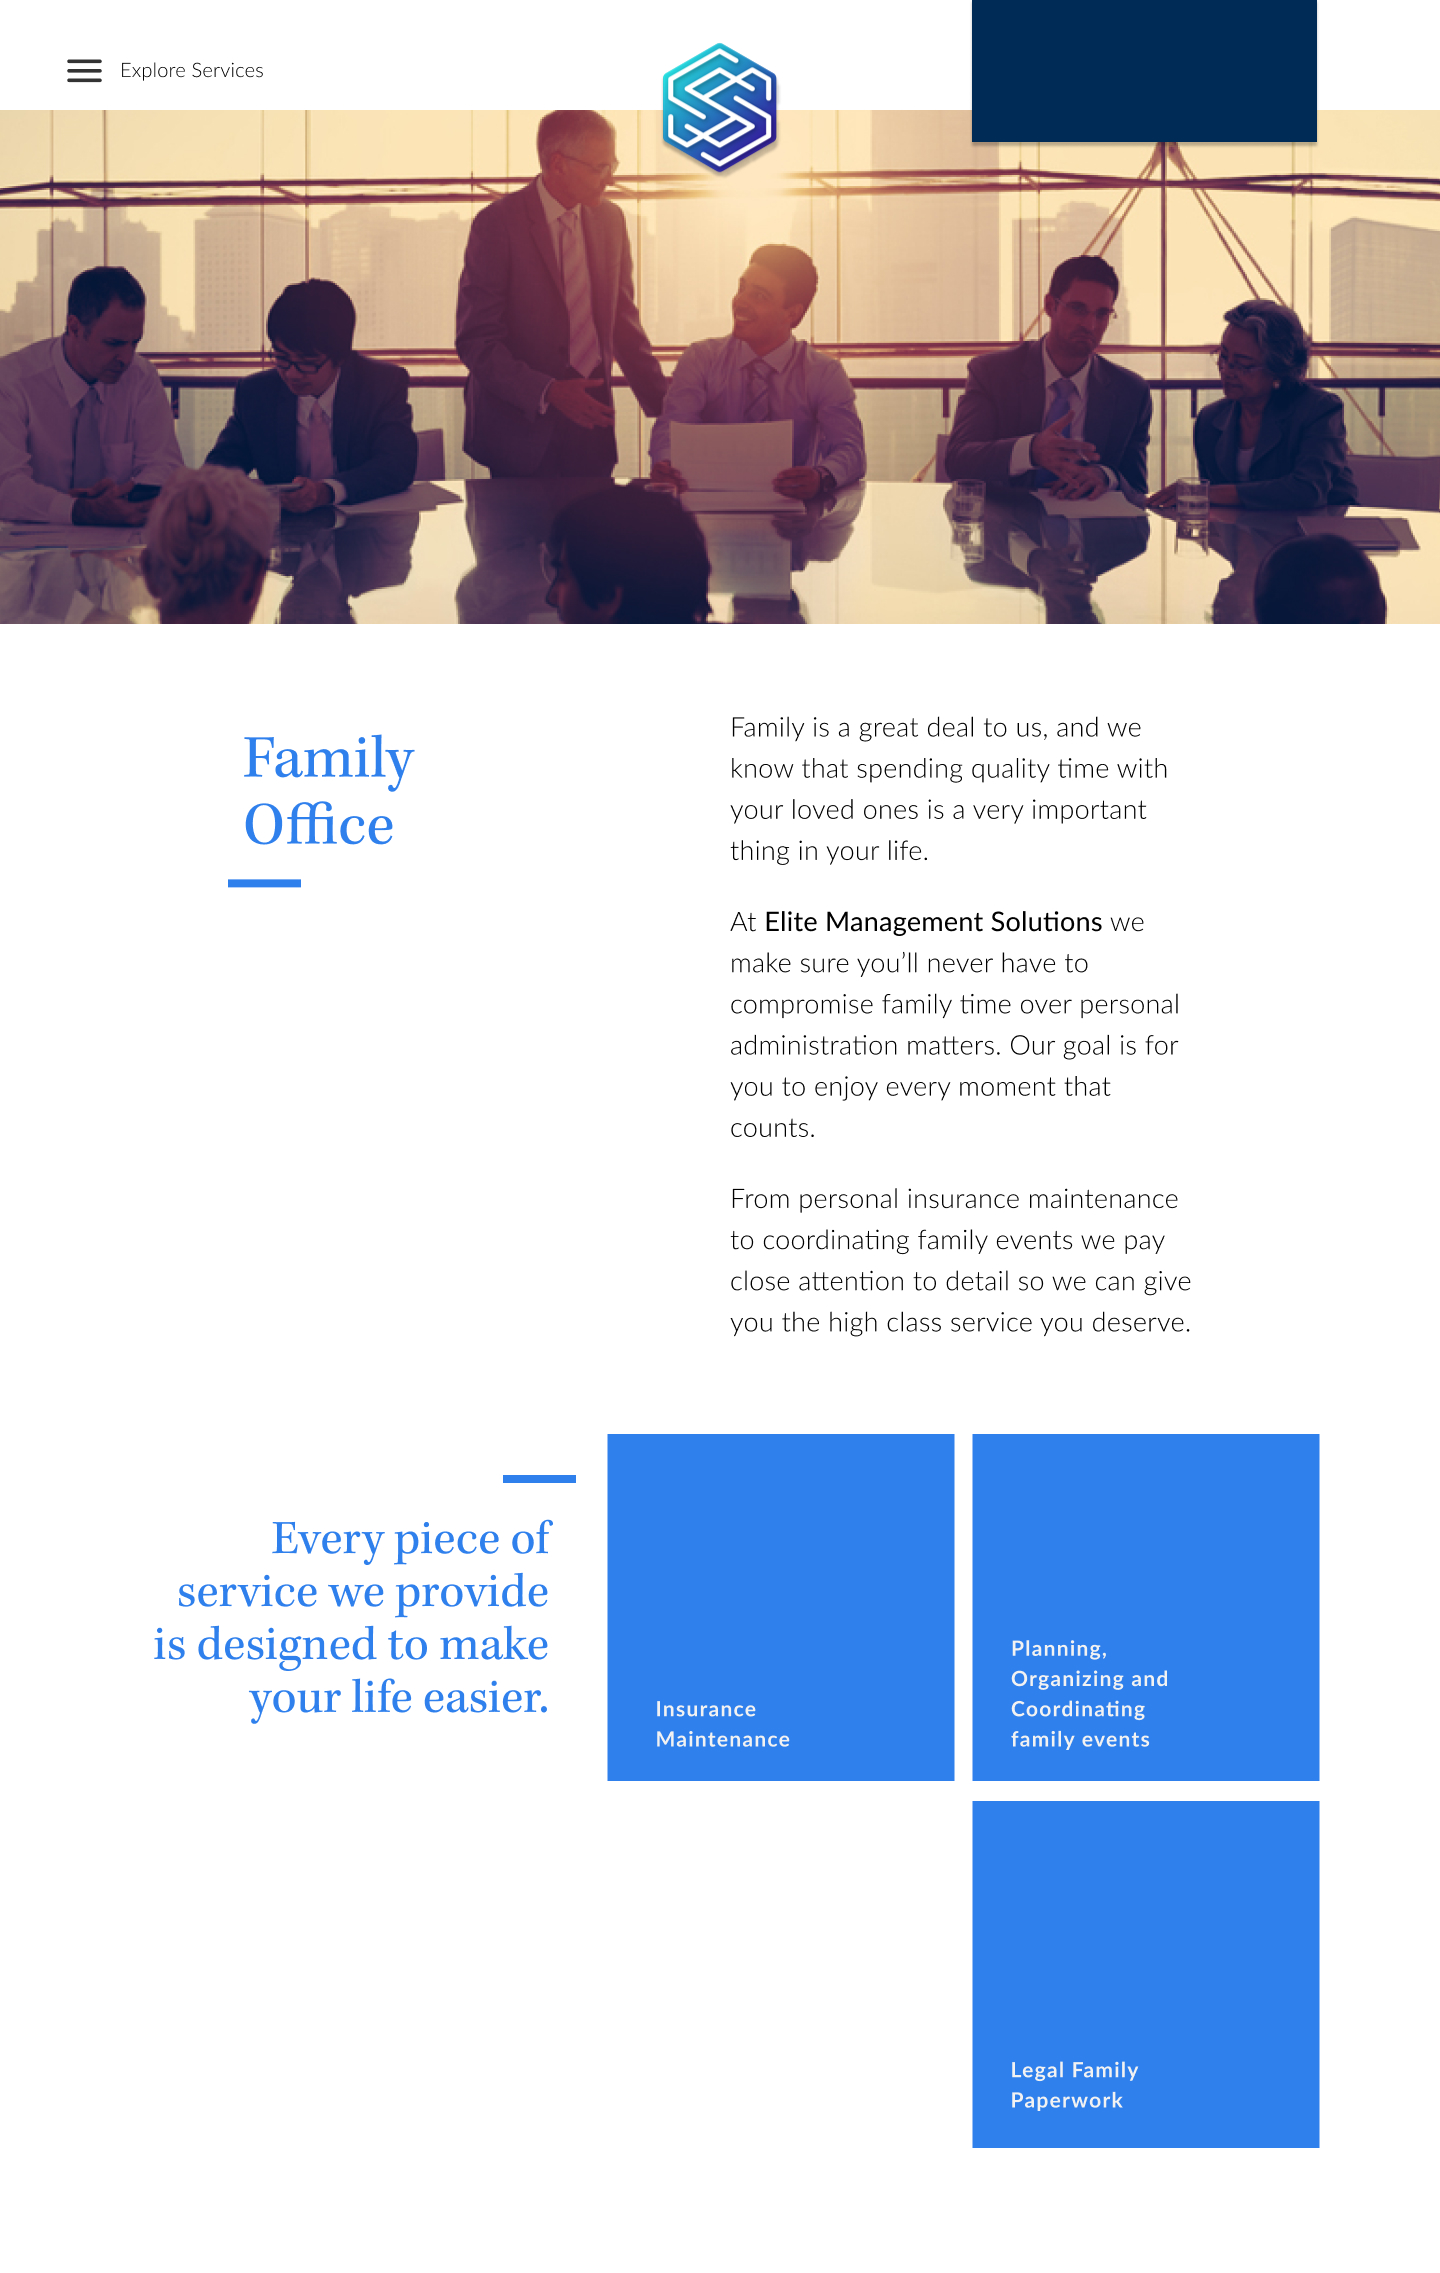 Explore Services
Family
Office
Family is a great deal to us, and we
know that spending quality time with
your loved ones is a very important
thing in your life.
At Elite Management Solutions we
make sure you’ll never have to
compromise family time over personal
administration matters. Our goal is for
you to enjoy every moment that
counts.
From personal insurance maintenance
to coordinating family events we pay
close attention to detail so we can give
you the high class service you deserve.
Every piece of
service we provide
is designed to make
your life easier.
Insurance
Maintenance
Planning,
Organizing and
Coordinating
family events
Legal Family
Paperwork